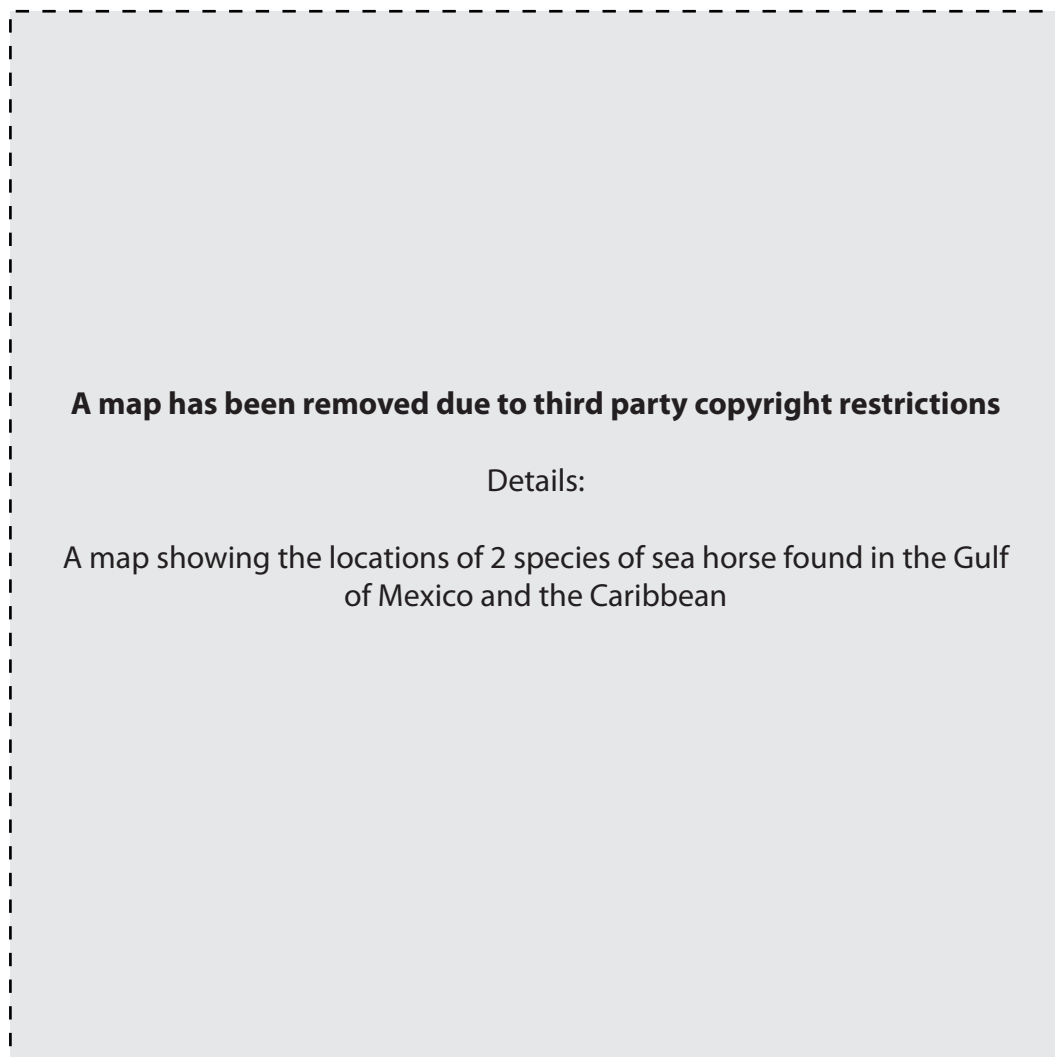 A map has been removed due to third party copyright restrictions
Details:
A map showing the locations of 2 species of sea horse found in the Gulf
of Mexico and the Caribbean